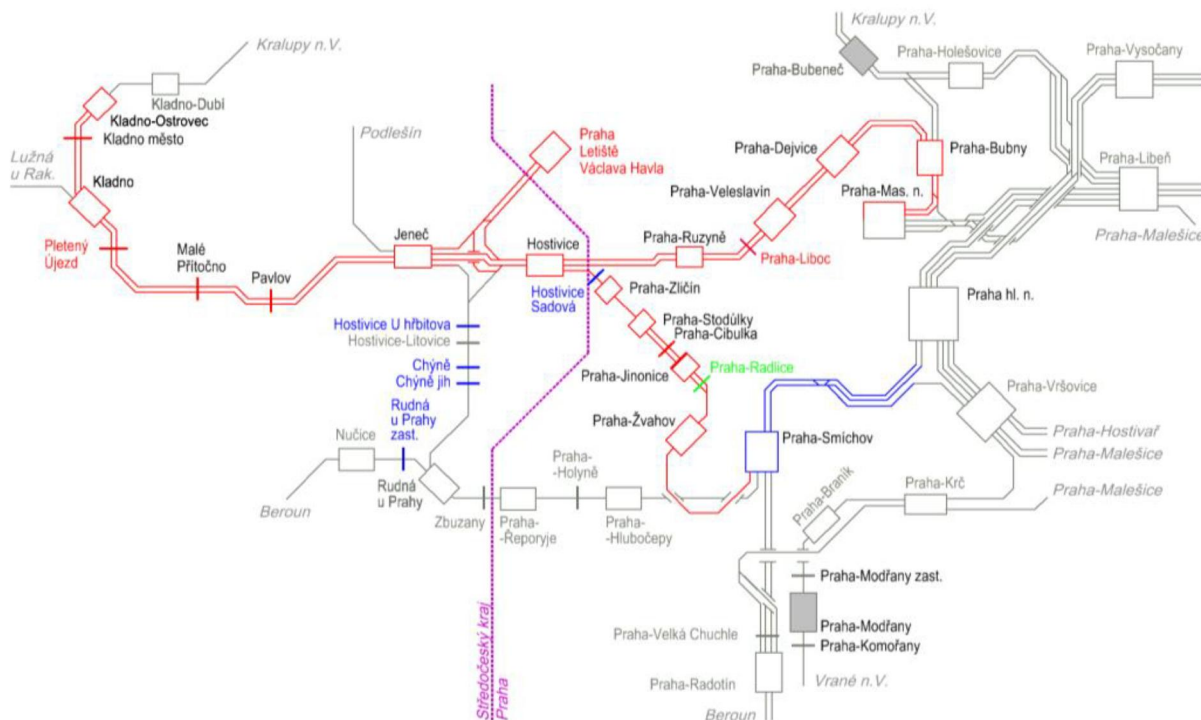 Kralupy n.V.
Kralupy n.V.
Praha-Holešovice
Praha-Vysočany
Praha-Bubeneč
Kladno-Dubí
Kladno-Ostrovec
Kladno město
Podlešín
Praha
Letiště
Václava Havla
Praha-Dejvice
Praha-Bubny
Praha-Libeň
Lužná
u Rak.
Kladno
Praha-Veleslavín
Praha-Mas. n.
Praha-Malešice
Pletený
Újezd
Malé
Přítočno
Pavlov
Jeneč
Hostivice
Praha-Ruzyně
Praha-Liboc
Hostivice
Sadová
Praha-Zličín
Praha hl. n.
Hostivice U hřbitova
Hostivice-Litovice
Praha-Stodůlky
Praha-Cibulka
Chýně
Chýně jih
Praha-Jinonice
Praha-Radlice
Praha-Vršovice
Rudná
u Prahy
zast.
Praha-Žvahov
Praha-Smíchov
Nučice
Praha-Hostivař
Praha-Malešice
Praha-
-Holyně
Rudná
u Prahy
Beroun
Zbuzany
Praha-
-Řeporyje
Praha-
-Hlubočepy
Praha-Braník
Praha-Krč
Praha-Malešice
Praha-Modřany zast.
Praha-Modřany
Praha-Velká Chuchle
Praha-Komořany
Praha-Radotín
Vrané n.V.
Beroun
Středočeský kraj
Praha